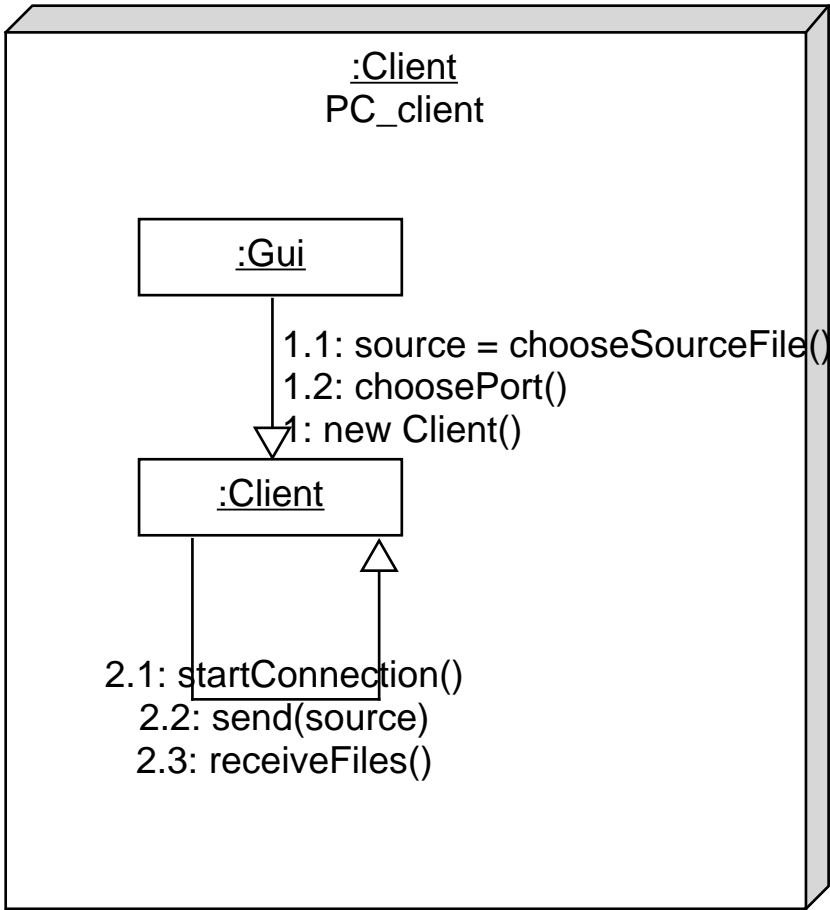 :Client
PC_client
:Gui
1.1: source = chooseSourceFile()
1.2: choosePort()
1: new Client()
:Client
2.1: startConnection()
2.2: send(source)
2.3: receiveFiles()